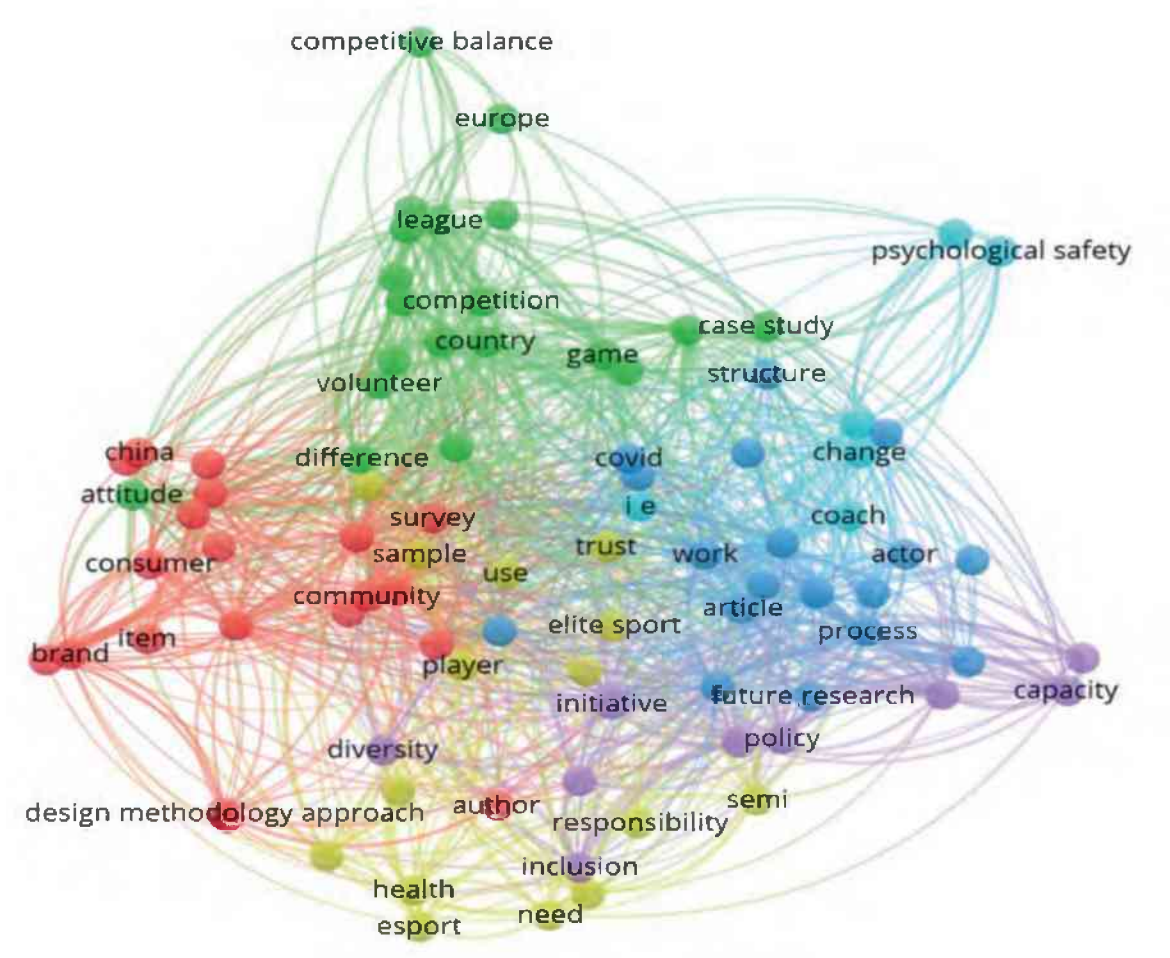 competitive balance
europe
league
psychological safety
competition
case study
country
game
structure
volunteer
china
difference
covid
change
attitude
i e
survey
coach
sample
trust
work
actor
consumer
use
community
article
elite sport
process
item
brand
player
initiative
future research
capacity
diversity
policy
semi
design methodology approach
author
responsibility
inclusion
health
need
esport